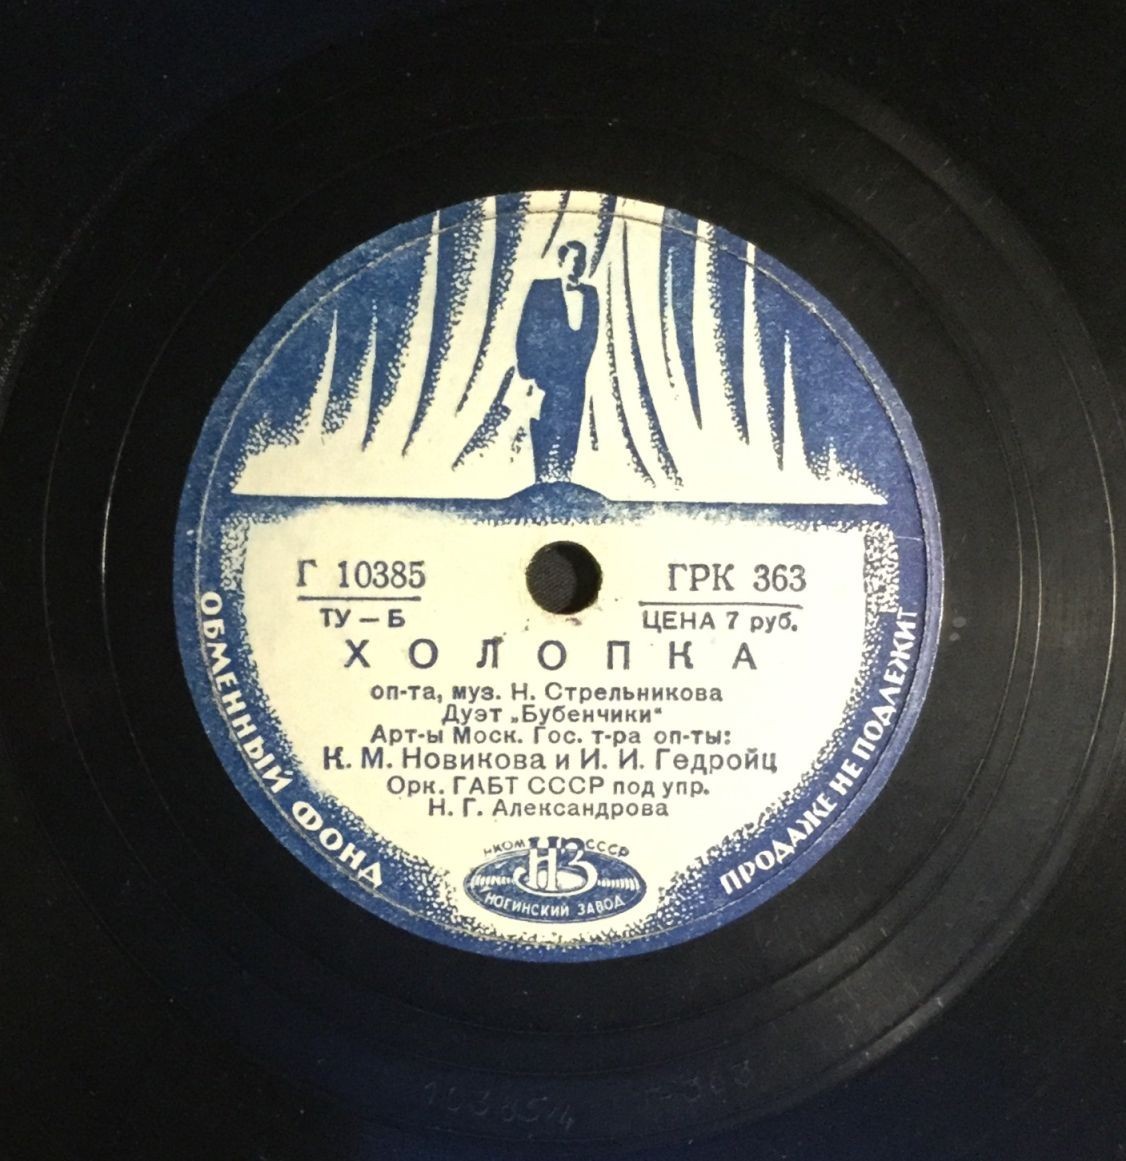 Г 10385
ГРК 363
ТУ – Б
ЦЕНА 7 руб.
ХОЛОПКА
оп-та, муз. Н. Стрельникова
Дуэт „Бубенчики“
Арт-ы Моск. Гос. т-ра оп-ты:
К. М. Новикова и И. И. Гедройц
Орк. ГАБТ СССР под упр.
Н. Г. Александрова
НКОМ СССР
НЗ
НОГИНСКИЙ ЗАВОД
ОБМЕННЫЙ ФОНД
ПРОДАЖЕ НЕ ПОДЛЕЖИТ